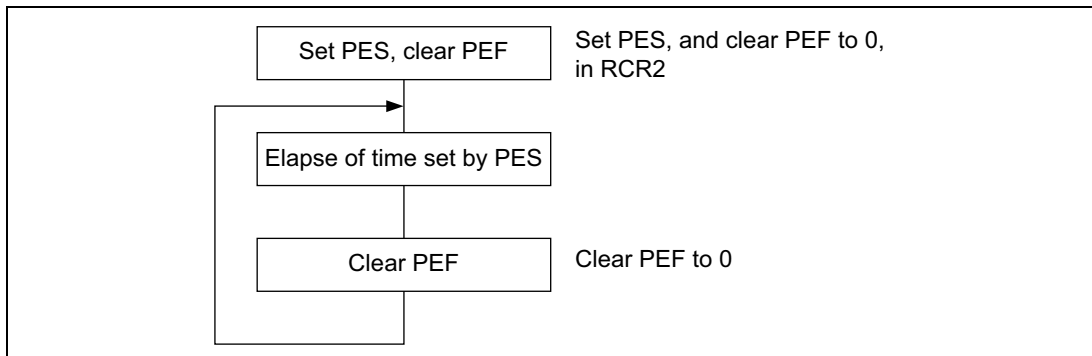 Set PES, clear PEF
Set PES, and clear PEF to 0,
in RCR2
Elapse of time set by PES
Clear PEF
Clear PEF to 0